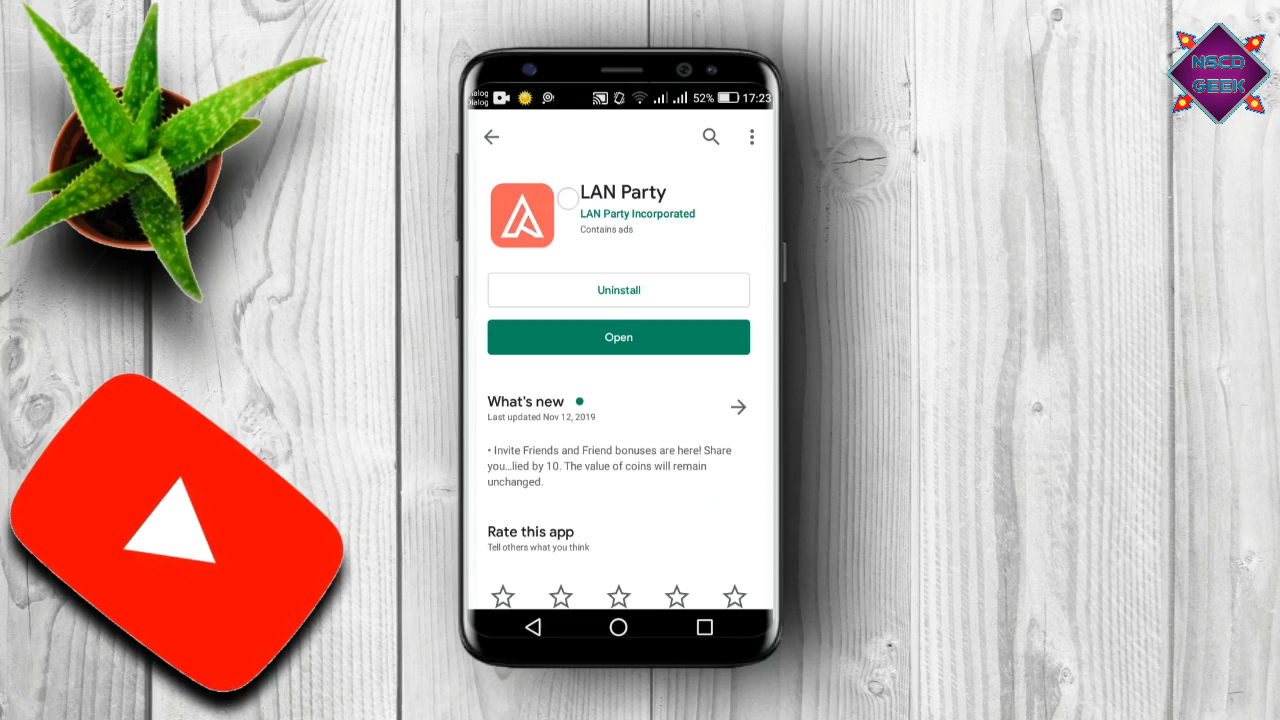 NSCD
GEEK
Dialog
52%
17:23
LAN Party
LAN Party Incorporated
Contains ads
Uninstall
Open
What's new
Last updated Nov 12, 2019
• Invite Friends and Friend bonuses are here! Share
you…lied by 10. The value of coins will remain
unchanged.
Rate this app
Tell others what you think